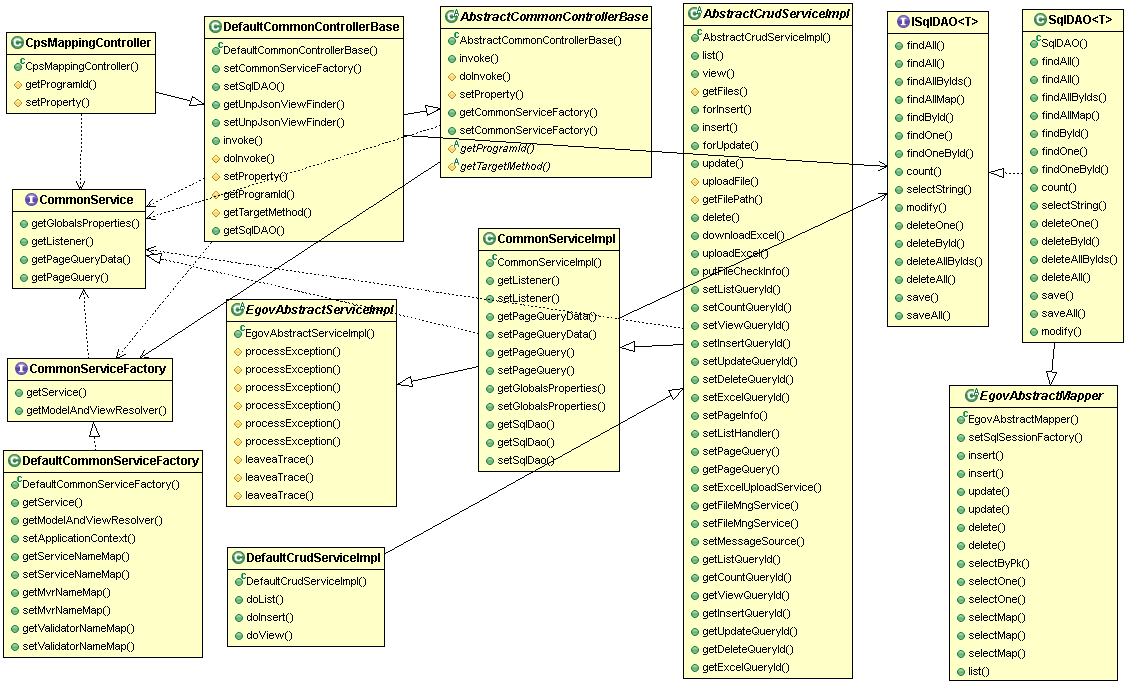 CpsMappingController
CpsMappingController()
getProgramId()
setProperty()
DefaultCommonControllerBase
DefaultCommonControllerBase()
setCommonServiceFactory()
setSqlDAO()
getUnpJsonViewFinder()
setUnpJsonViewFinder()
invoke()
doInvoke()
setProperty()
getProgramId()
getTargetMethod()
getSqlDAO()
AbstractCommonControllerBase
AbstractCommonControllerBase()
invoke()
doInvoke()
setProperty()
getCommonServiceFactory()
setCommonServiceFactory()
getProgramId()
getTargetMethod()
AbstractCrudServiceImpl
AbstractCrudServiceImpl()
list()
view()
getFiles()
forInsert()
insert()
forUpdate()
update()
uploadFile()
getFilePath()
delete()
downloadExcel()
uploadExcel()
putFileCheckInfo()
setListQueryId()
setCountQueryId()
setViewQueryId()
setInsertQueryId()
setUpdateQueryId()
setDeleteQueryId()
setExcelQueryId()
setPageInfo()
setListHandler()
setPageQuery()
getPageQuery()
setExcelUploadService()
getFileMngService()
setFileMngService()
setMessageSource()
getListQueryId()
getCountQueryId()
getViewQueryId()
getInsertQueryId()
getUpdateQueryId()
getDeleteQueryId()
getExcelQueryId()
ISqlDAO<T>
findAll()
findAll()
findAllByIds()
findAllMap()
findById()
findOne()
findOneById()
count()
selectString()
modify()
deleteOne()
deleteById()
deleteAllByIds()
deleteAll()
save()
saveAll()
SqlDAO<T>
SqlDAO()
findAll()
findAll()
findAllByIds()
findAllMap()
findById()
findOne()
findOneById()
count()
selectString()
deleteOne()
deleteById()
deleteAllByIds()
deleteAll()
save()
saveAll()
modify()
CommonService
getGlobalsProperties()
getListener()
getPageQueryData()
getPageQuery()
CommonServiceImpl
CommonServiceImpl()
getListener()
setListener()
getPageQueryData()
setPageQueryData()
getPageQuery()
setPageQuery()
getGlobalsProperties()
setGlobalsProperties()
getSqlDao()
getSqlDao()
setSqlDao()
EgovAbstractServiceImpl
EgovAbstractServiceImpl()
processException()
processException()
processException()
processException()
processException()
processException()
leaveaTrace()
leaveaTrace()
leaveaTrace()
CommonServiceFactory
getService()
getModelAndViewResolver()
EgovAbstractMapper
EgovAbstractMapper()
setSqlSessionFactory()
insert()
insert()
update()
update()
delete()
delete()
selectByPk()
selectOne()
selectOne()
selectMap()
selectMap()
selectMap()
list()
DefaultCommonServiceFactory
DefaultCommonServiceFactory()
getService()
getModelAndViewResolver()
setApplicationContext()
getServiceNameMap()
setServiceNameMap()
getMvrNameMap()
setMvrNameMap()
getValidatorNameMap()
setValidatorNameMap()
DefaultCrudServiceImpl
DefaultCrudServiceImpl()
doList()
doInsert()
doView()